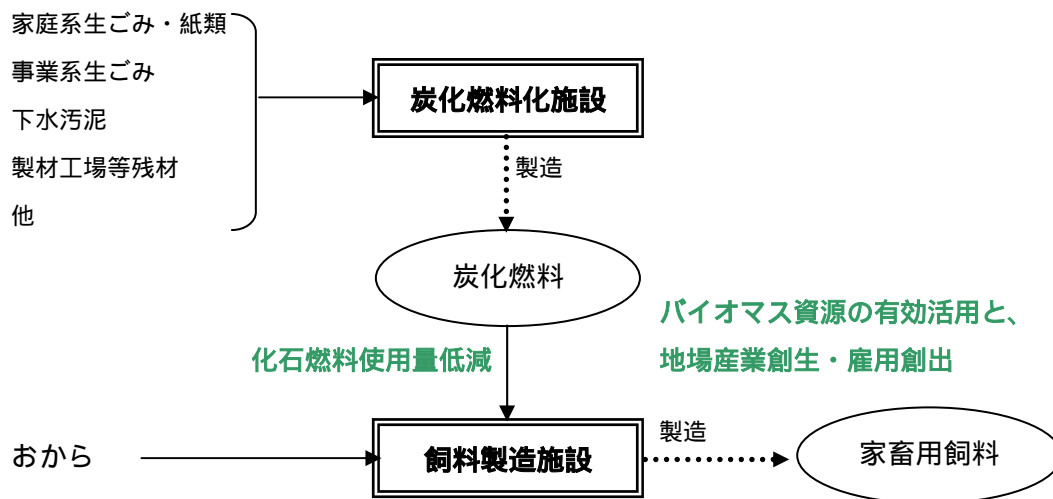 家庭系生ごみ・紙類
事業系生ごみ
下水汚泥
製材工場等残材
他
炭化燃料化施設
製造
炭化燃料
バイオマス資源の有効活用と、
地場産業創生・雇用創出
化石燃料使用量低減
おから
飼料製造施設
製造
家畜用飼料